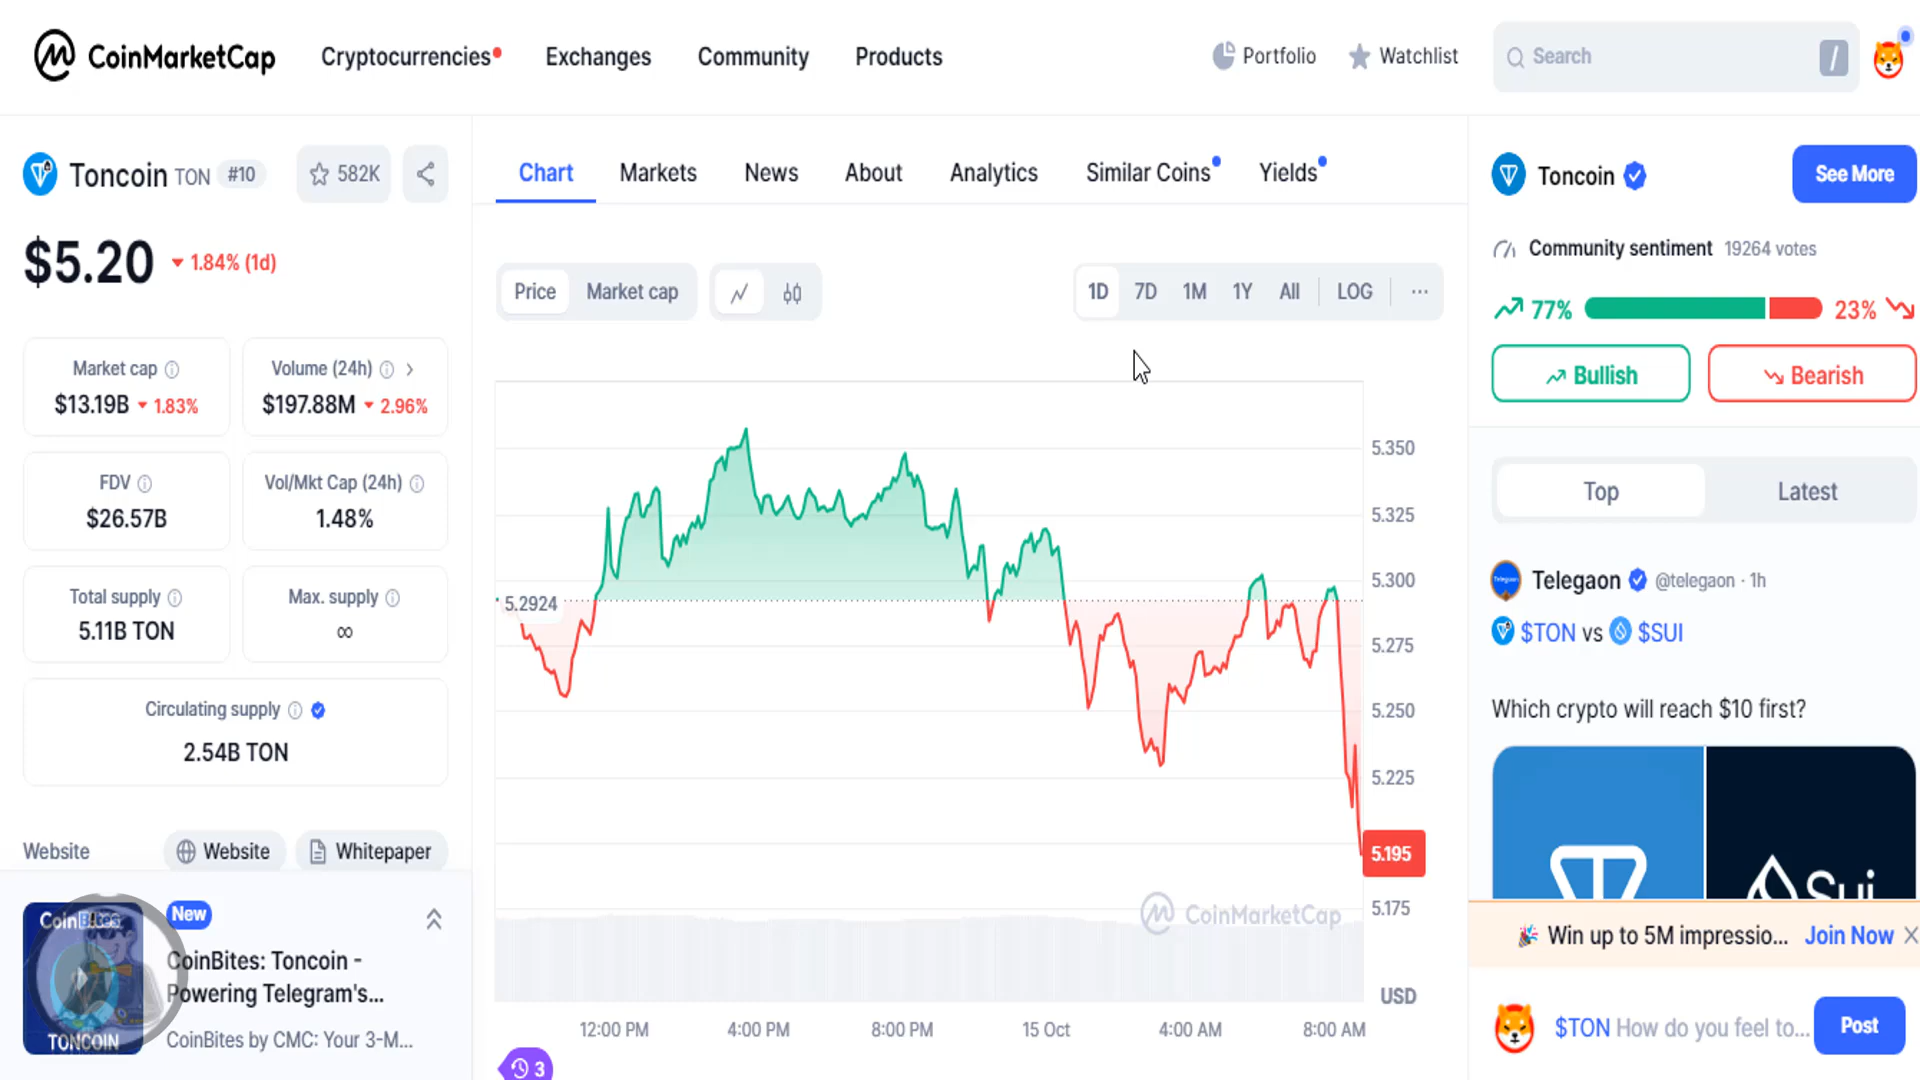 CoinMarketCap
Cryptocurrencies Exchanges Community Products
Portfolio Watchlist Search /
Toncoin TON #10 582K
$5.20 1.84% (1d)
Market cap
$13.19B 1.83%
Volume (24h)
$197.88M 2.96%
FDV
$26.57B
Vol/Mkt Cap (24h)
1.48%
Total supply
5.11B TON
Max. supply
∞
Circulating supply
2.54B TON
Website Website Whitepaper
CoinBites
TONCOIN
New
CoinBites: Toncoin -
Powering Telegram's...
CoinBites by CMC: Your 3-M...
Chart Markets News About Analytics Similar Coins Yields
Price Market cap
1D 7D 1M 1Y All LOG ...
5.2924
5.350
5.325
5.300
5.275
5.250
5.225
5.195
5.175
CoinMarketCap
USD
12:00 PM 4:00 PM 8:00 PM 15 Oct 4:00 AM 8:00 AM
3
Toncoin See More
Community sentiment 19264 votes
77% 23%
Bullish Bearish
Top Latest
Telegaon @telegaon · 1h
$TON vs $SUI
Which crypto will reach $10 first?
Sui
Win up to 5M impressio... Join Now
$TON How do you feel to... Post